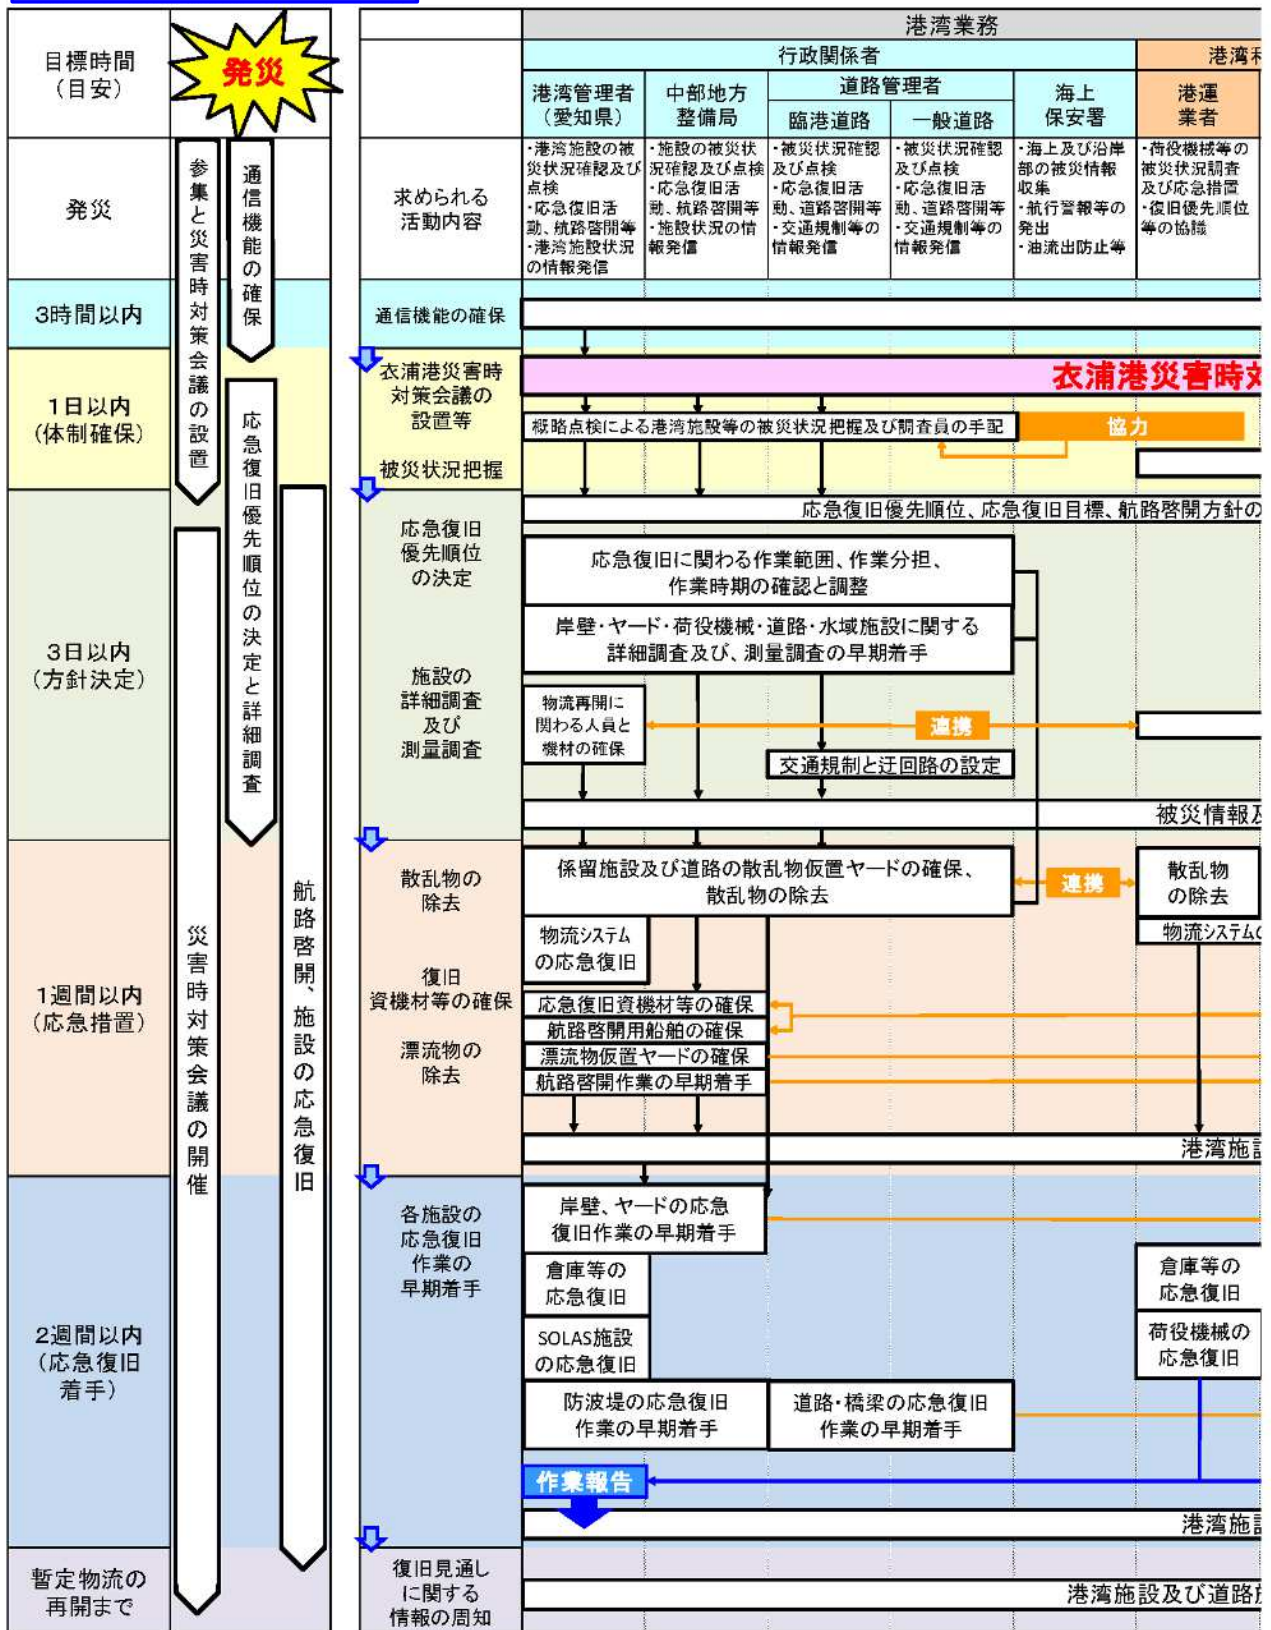 港湾業務
目標時間
(目安)
発災
行政関係者
港湾利
港湾管理者
(愛知県)
中部地方
整備局
道路管理者
臨港道路
一般道路
海上
保安署
港運
業者
発災
参集と災害時対策会議の設置
通信機能の確保
求められる
活動内容
・港湾施設の被
災状況確認及び
点検
・応急復旧活
動、航路啓開等
・港湾施設状況
の情報発信
・施設の被災状
況確認及び点検
・応急復旧活
動、航路啓開等
・施設状況の情
報発信
・被災状況確認
及び点検
・応急復旧活
動、道路啓開等
・交通規制等の
情報発信
・被災状況確認
及び点検
・応急復旧活
動、道路啓開等
・交通規制等の
情報発信
・海上及び沿岸
部の被災情報
収集
・航行警報等の
発出
・油流出防止等
・荷役機械等の
被災状況調査
及び応急措置
・復旧優先順位
等の協議
3時間以内
通信機能の確保
1日以内
(体制確保)
応急復旧優先順位の決定と詳細調査
衣浦港災害時
対策会議の
設置等
衣浦港災害時対
概略点検による港湾施設等の被災状況把握及び調査員の手配
協力
被災状況把握
3日以内
(方針決定)
災害時対策会議の開催
航路啓開、施設の応急復旧
応急復旧
優先順位
の決定
応急復旧優先順位、応急復旧目標、航路啓開方針の
応急復旧に関わる作業範囲、作業分担、
作業時期の確認と調整
岸壁・ヤード・荷役機械・道路・水域施設に関する
詳細調査及び、測量調査の早期着手
施設の
詳細調査
及び
測量調査
物流再開に
関わる人員と
機材の確保
連携
交通規制と迂回路の設定
被災情報及
1週間以内
(応急措置)
散乱物の
除去
係留施設及び道路の散乱物仮置ヤードの確保、
散乱物の除去
連携
散乱物
の除去
物流システム
の応急復旧
物流システムの
復旧
資機材等の確保
応急復旧資機材等の確保
航路啓開用船舶の確保
漂流物の
除去
漂流物仮置ヤードの確保
航路啓開作業の早期着手
港湾施設
2週間以内
(応急復旧
着手)
各施設の
応急復旧
作業の
早期着手
岸壁、ヤードの応急
復旧作業の早期着手
倉庫等の
応急復旧
倉庫等の
応急復旧
SOLAS施設
の応急復旧
荷役機械の
応急復旧
防波堤の応急復旧
作業の早期着手
道路・橋梁の応急復旧
作業の早期着手
作業報告
港湾施設
暫定物流の
再開まで
復旧見通し
に関する
情報の周知
港湾施設及び道路施